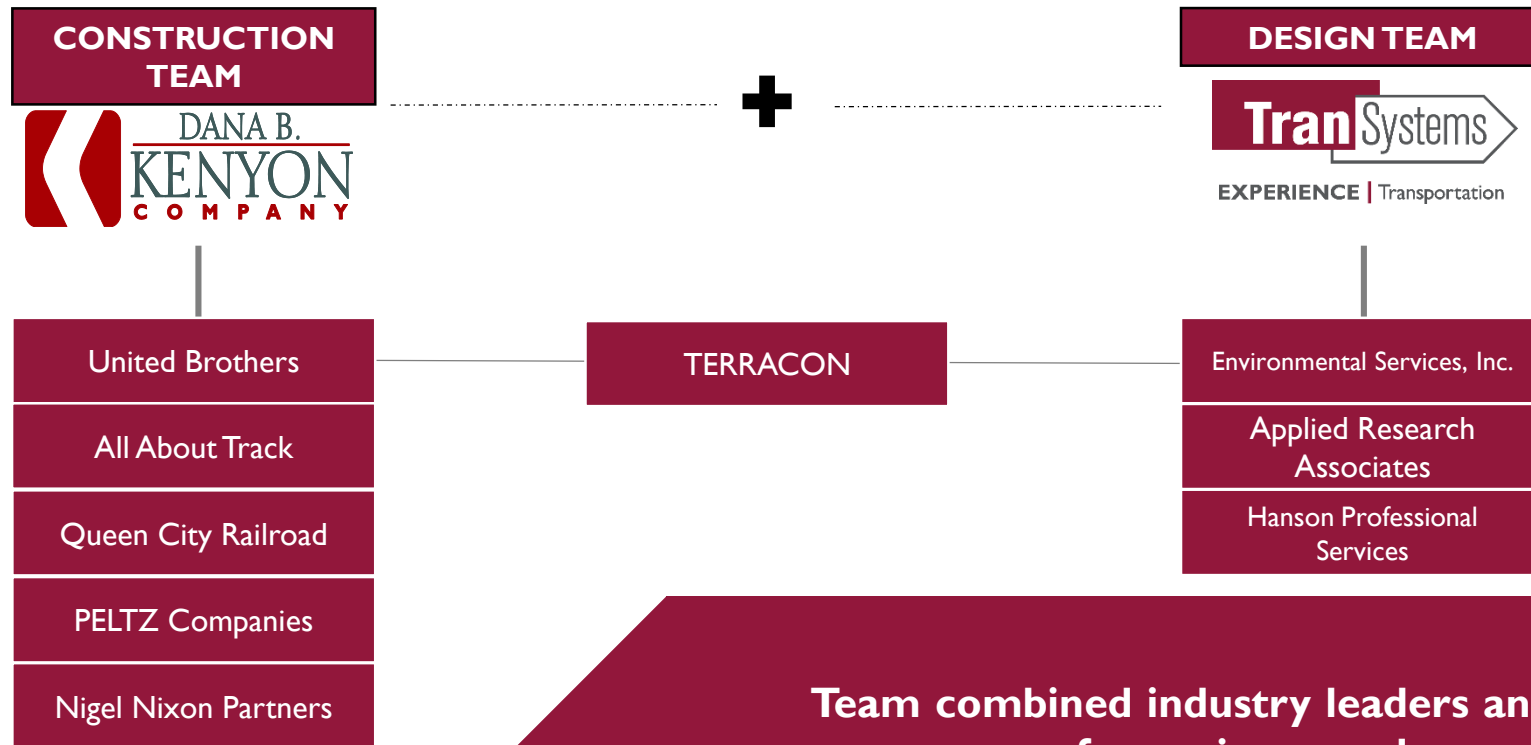 CONSTRUCTION
TEAM
DANA B.
KENYON
COMPANY
DESIGN TEAM
TranSystems
EXPERIENCE | Transportation
United Brothers
All About Track
Queen City Railroad
PELTZ Companies
Nigel Nixon Partners
TERRACON
Environmental Services, Inc.
Applied Research
Associates
Hanson Professional
Services
Team combined industry leaders an